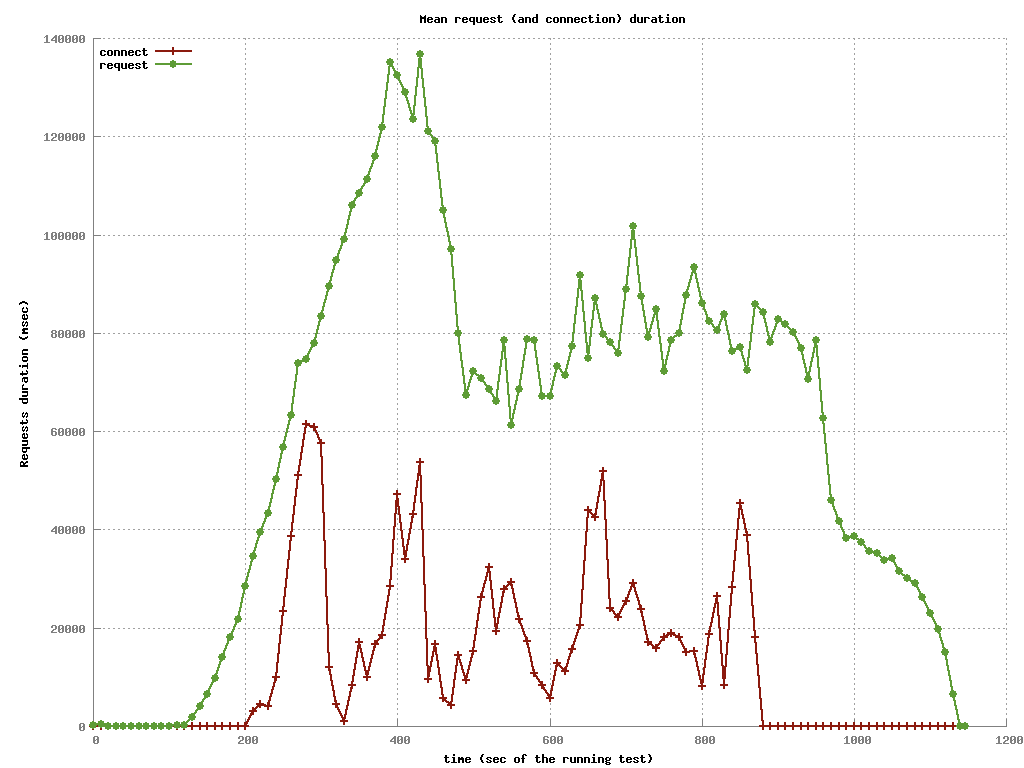 Mean request (and connection) duration
connect
request
140000
120000
100000
80000
60000
40000
20000
0
Requests duration (msec)
0 200 400 600 800 1000 1200
time (sec of the running test)